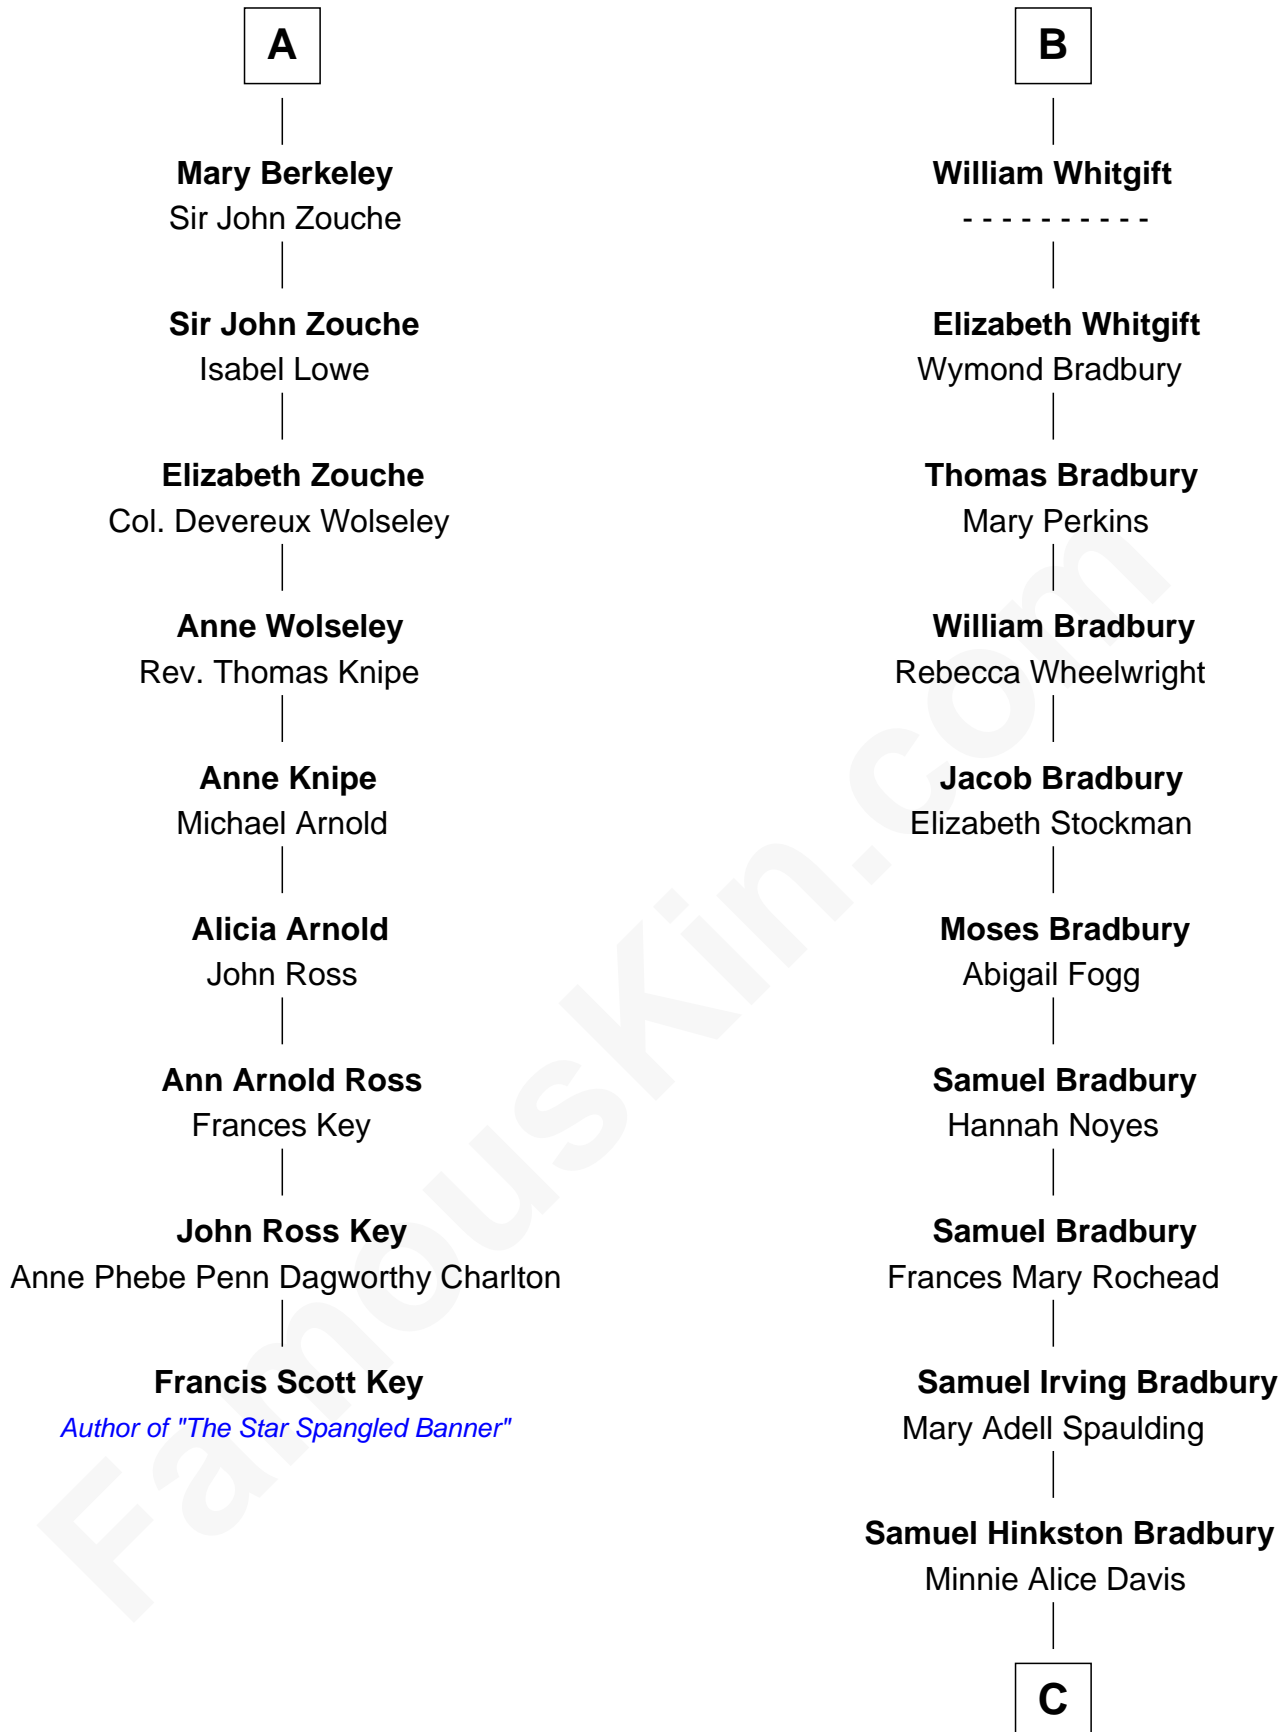 A
Mary Berkeley
Sir John Zouche
Sir John Zouche
Isabel Lowe
Elizabeth Zouche
Col. Devereux Wolseley
Anne Wolseley
Rev. Thomas Knipe
Anne Knipe
Michael Arnold
Alicia Arnold
John Ross
Ann Arnold Ross
Frances Key
John Ross Key
Anne Phebe Penn Dagworthy Charlton
Francis Scott Key
Author of "The Star Spangled Banner"
B
William Whitgift
- - - - - - - - - -
Elizabeth Whitgift
Wymond Bradbury
Thomas Bradbury
Mary Perkins
William Bradbury
Rebecca Wheelwright
Jacob Bradbury
Elizabeth Stockman
Moses Bradbury
Abigail Fogg
Samuel Bradbury
Hannah Noyes
Samuel Bradbury
Frances Mary Rochead
Samuel Irving Bradbury
Mary Adell Spaulding
Samuel Hinkston Bradbury
Minnie Alice Davis
C
FamousKin.com